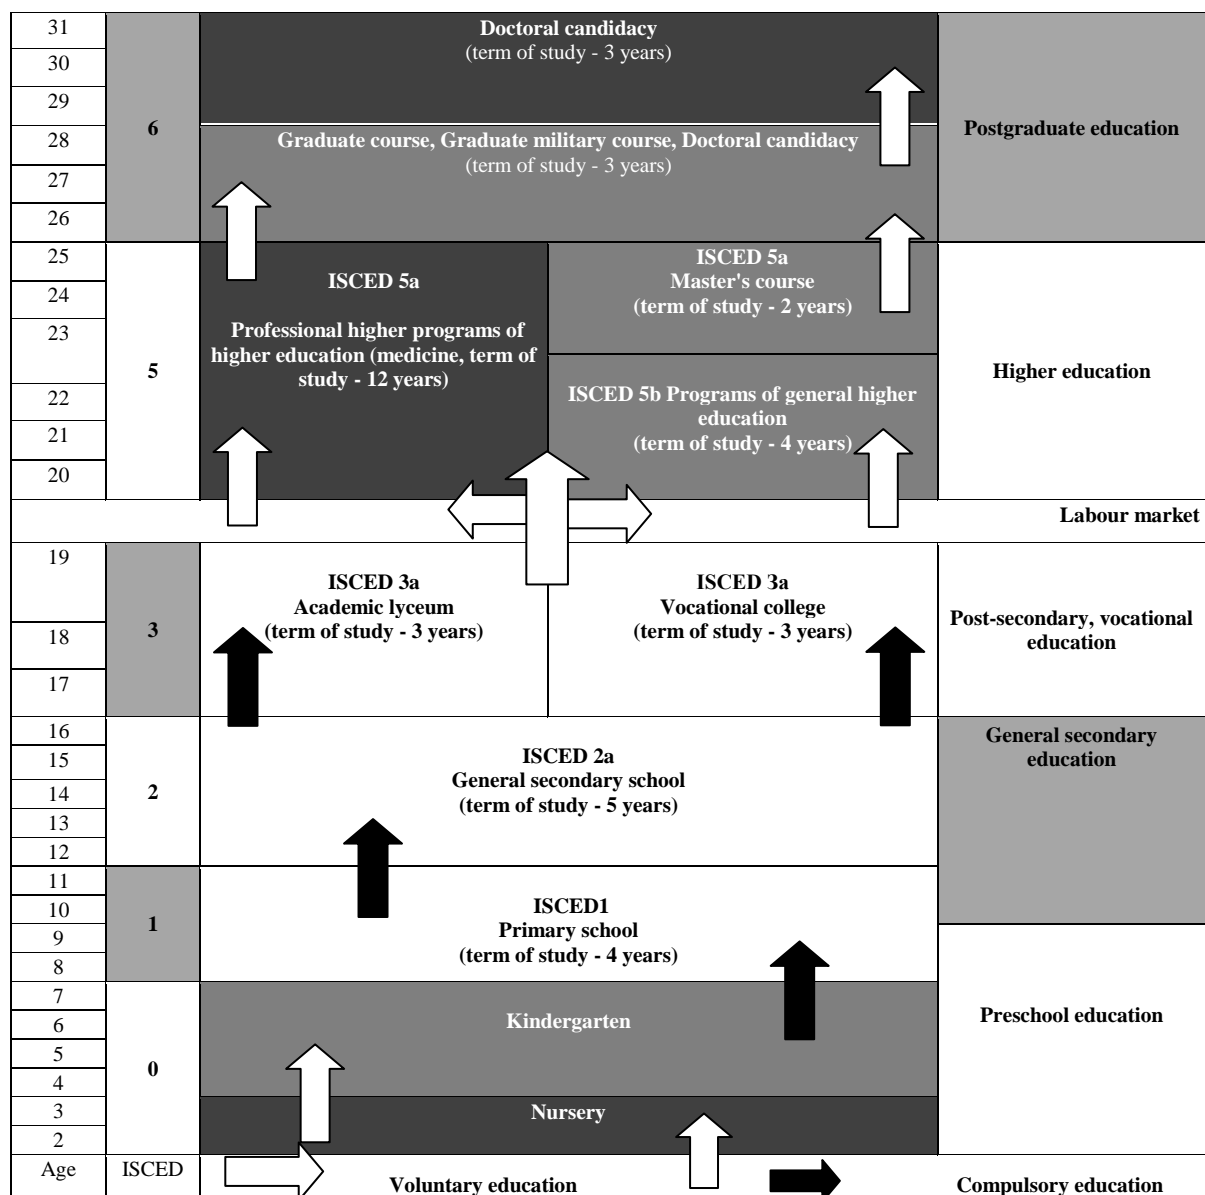 31
30
29
28
27
26
6
Doctoral candidacy
(term of study - 3 years)
Graduate course, Graduate military course, Doctoral candidacy
(term of study - 3 years)
Postgraduate education
25
24
23
22
21
20
5
ISCED 5a
Professional higher programs of
higher education (medicine, term of
study - 12 years)
ISCED 5a
Master's course
(term of study - 2 years)
ISCED 5b Programs of general higher
education
(term of study - 4 years)
Higher education
Labour market
19
18
17
3
ISCED 3a
Academic lyceum
(term of study - 3 years)
ISCED 3a
Vocational college
(term of study - 3 years)
Post-secondary, vocational
education
16
15
14
13
12
2
ISCED 2a
General secondary school
(term of study - 5 years)
General secondary
education
11
10
9
8
1
ISCED1
Primary school
(term of study - 4 years)
7
6
5
4
3
2
0
Kindergarten
Nursery
Preschool education
Age
ISCED
Voluntary education
Compulsory education